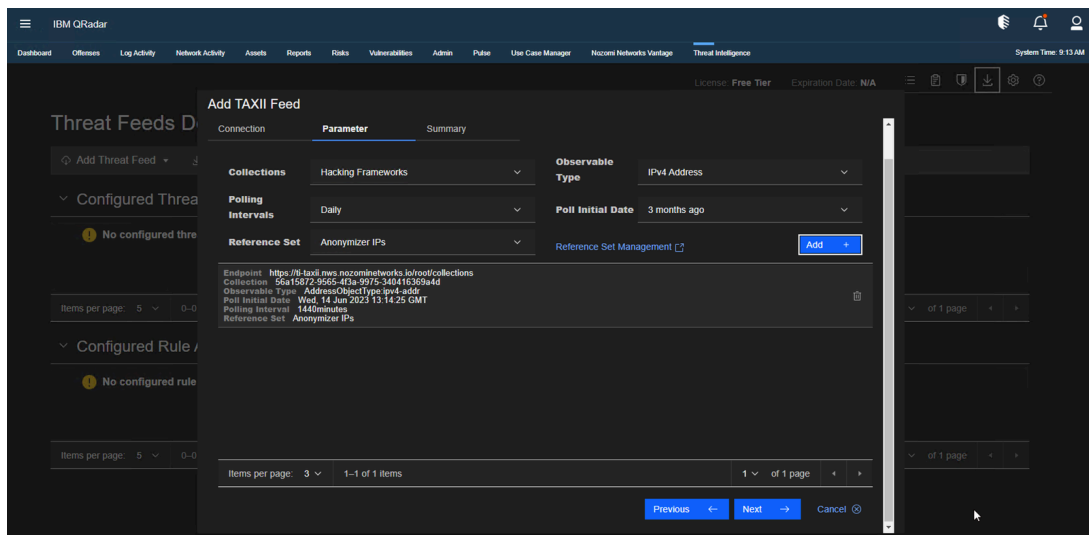 IBM QRadar
Dashboard Offenses Log Activity Network Activity Assets Reports Risks Vulnerabilities Admin Pulse Use Case Manager Nozomi Networks Vantage Threat Intelligence System Time: 9:13 AM
License: Free Tier Expiration Date: N/A
Add TAXII Feed
Threat Feeds D
Connection Parameter Summary
Add Threat Feed
Collections Hacking Frameworks Observable Type IPv4 Address
Configured Threa
Polling Intervals Daily Poll Initial Date 3 months ago
No configured thre
Reference Set Anonymizer IPs Reference Set Management Add +
Endpoint https://ti-taxii.nws.nozominetworks.io/root/collections
Collection 56a15872-9565-4f3a-9975-340416369a4d
Observable Type AddressObjectType:ipv4-addr
Poll Initial Date Wed, 14 Jun 2023 13:14:25 GMT
Polling Interval 1440minutes
Reference Set Anonymizer IPs
Items per page: 5 0–0 of 1 page
Configured Rule A
No configured rule
Items per page: 5 0–0 of 1 page
Items per page: 3 1–1 of 1 items 1 of 1 page
Previous Next Cancel